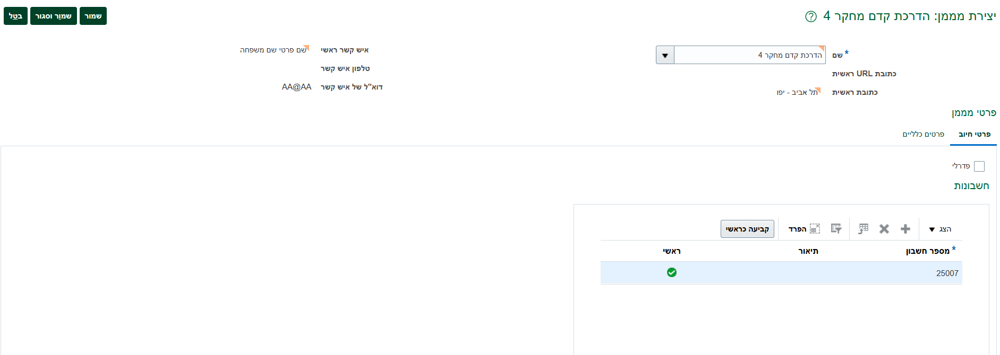 יצירת מממן: הדרכת קדם מחקר 4 ?
שמור
שמור וסגור
בטל
* שם הדרכת קדם מחקר 4
כתובת URL ראשית
כתובת ראשית תל אביב - יפו
איש קשר ראשי שם פרטי שם משפחה
טלפון איש קשר
דוא"ל של איש קשר AA@AA
פרטי מממן
פרטי חיוב פרטים כלליים
פדרלי
חשבונות
הצג הפרד קביעה כראשי
* מספר חשבון תיאור ראשי
25007